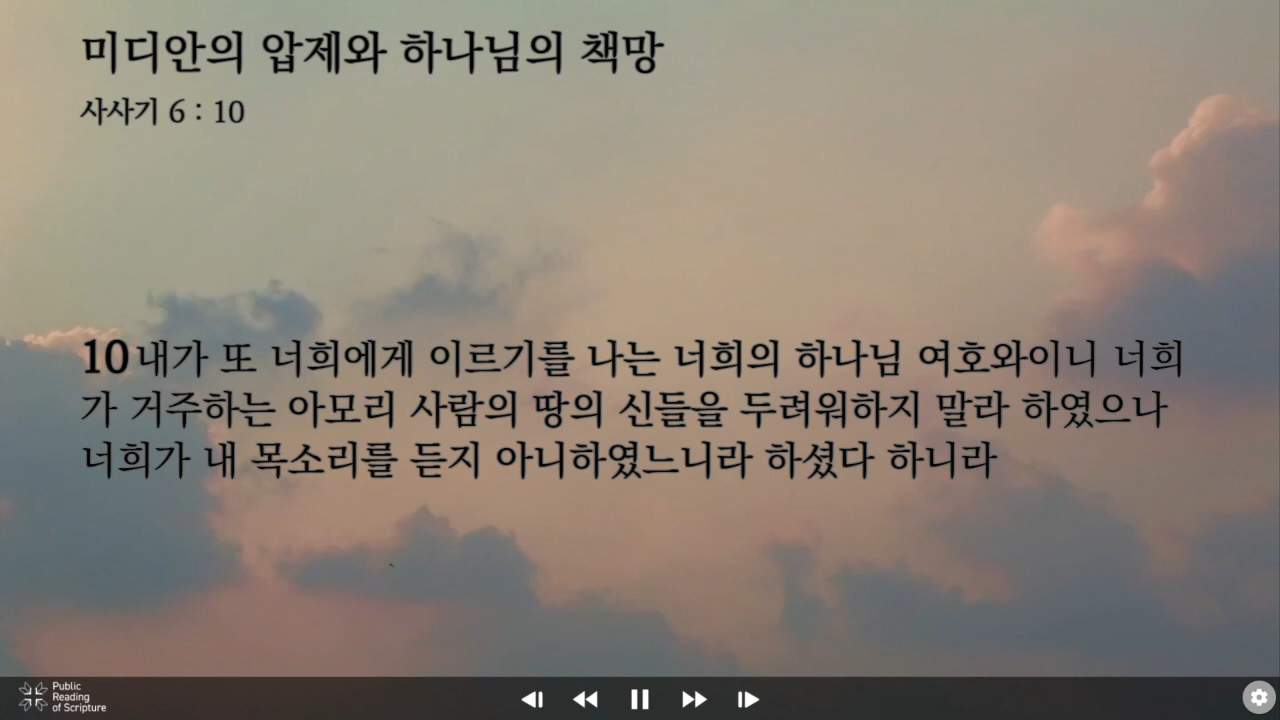 미디안의 압제와 하나님의 책망
사사기 6 : 10
10 내가 또 너희에게 이르기를 나는 너희의 하나님 여호와이니 너희
가 거주하는 아모리 사람의 땅의 신들을 두려워하지 말라 하였으나
너희가 내 목소리를 듣지 아니하였느니라 하셨다 하니라
Public
Reading
of Scripture